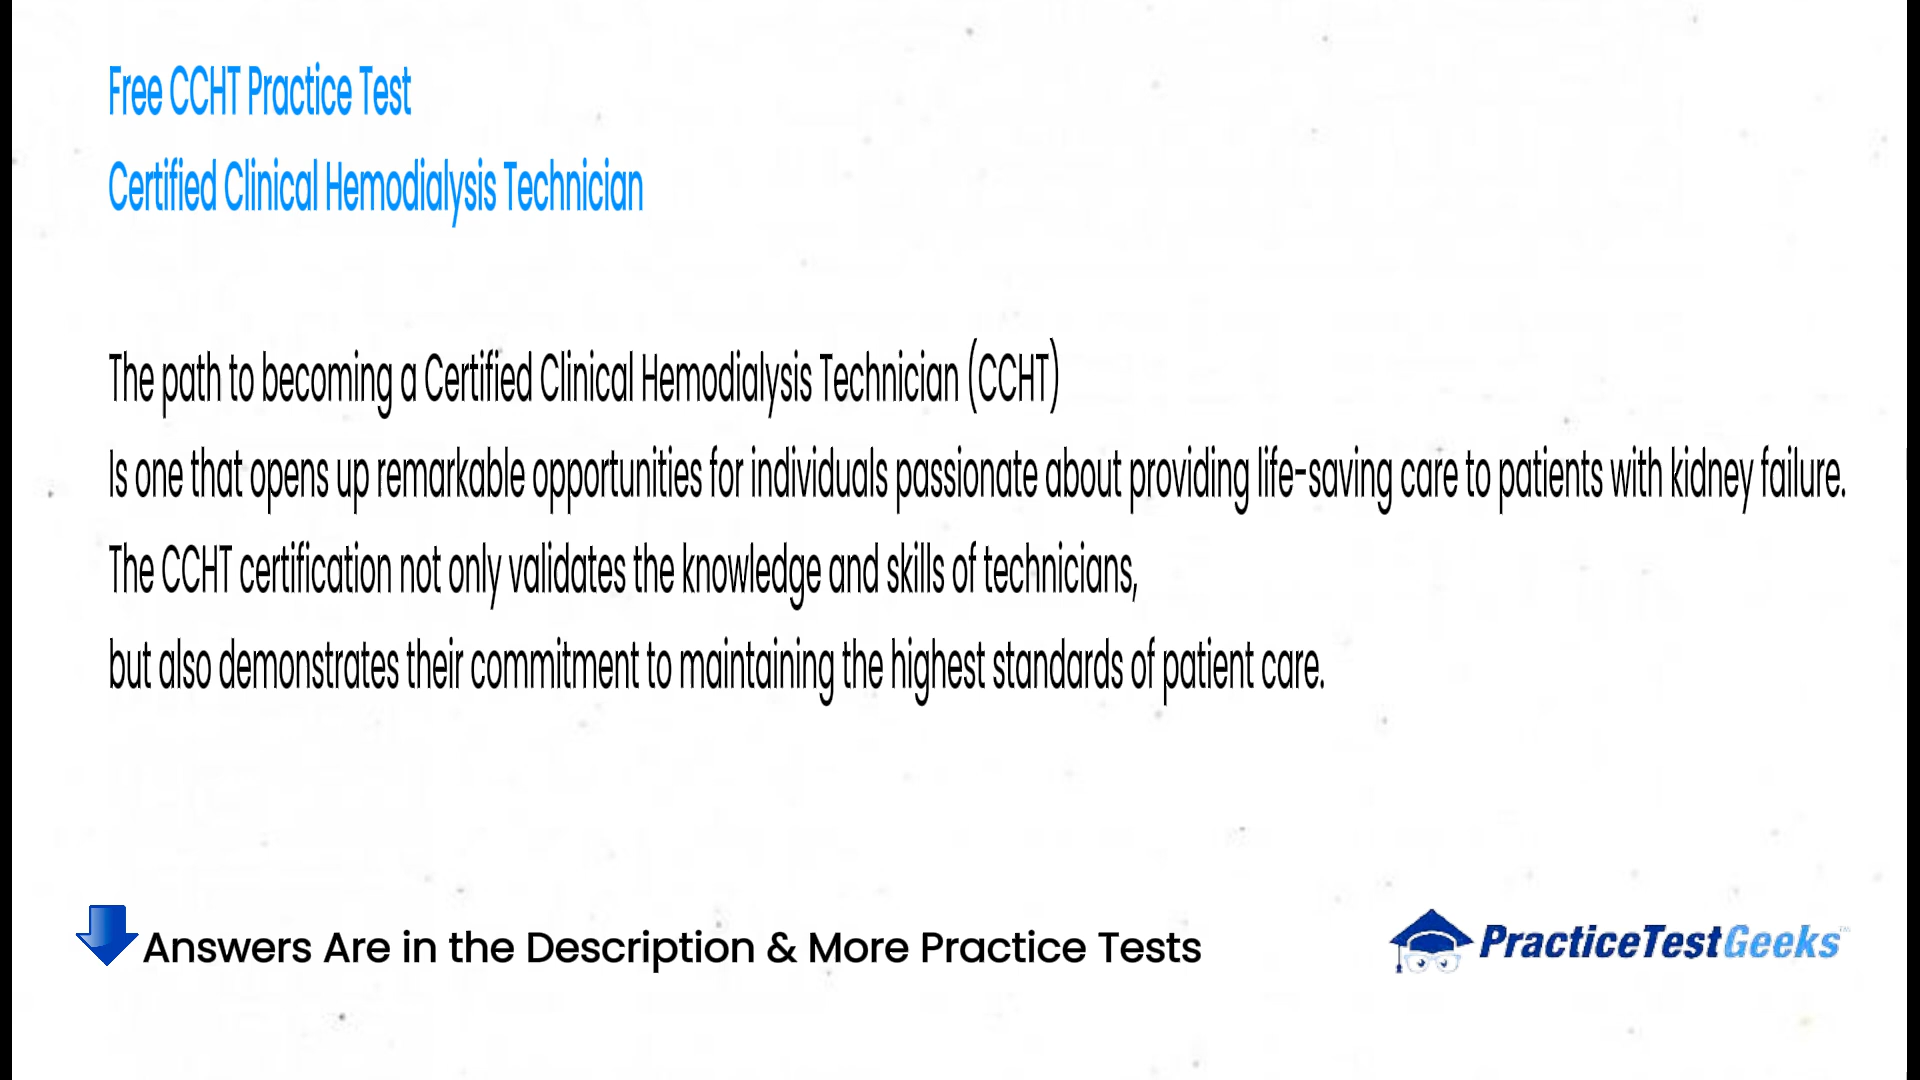 Free CCHT Practice Test
Certified Clinical Hemodialysis Technician
The path to becoming a Certified Clinical Hemodialysis Technician (CCHT)
Is one that opens up remarkable opportunities for individuals passionate about providing life-saving care to patients with kidney failure.
The CCHT certification not only validates the knowledge and skills of technicians,
but also demonstrates their commitment to maintaining the highest standards of patient care.
Answers Are in the Description & More Practice Tests
PracticeTestGeeks™